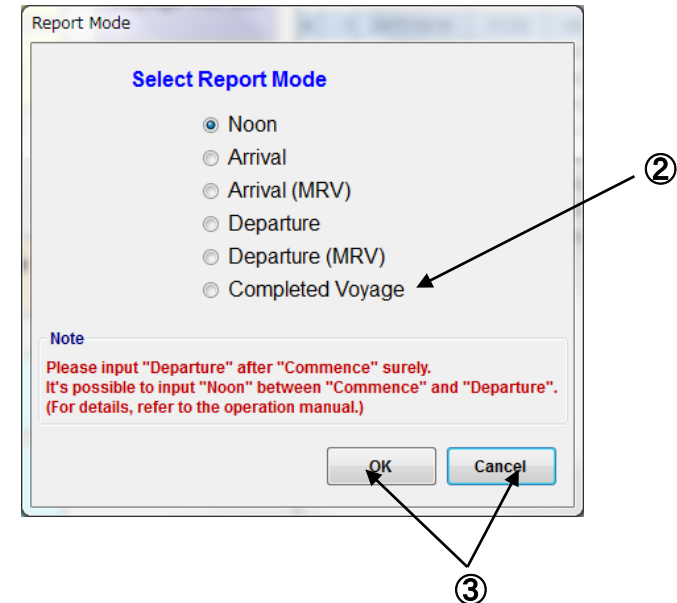 Report Mode
Select Report Mode
Noon
Arrival
Arrival (MRV)
Departure
Departure (MRV)
Completed Voyage
②
Note
Please input "Departure" after "Commence" surely.
It's possible to input "Noon" between "Commence" and "Departure".
(For details, refer to the operation manual.)
OK Cancel
③